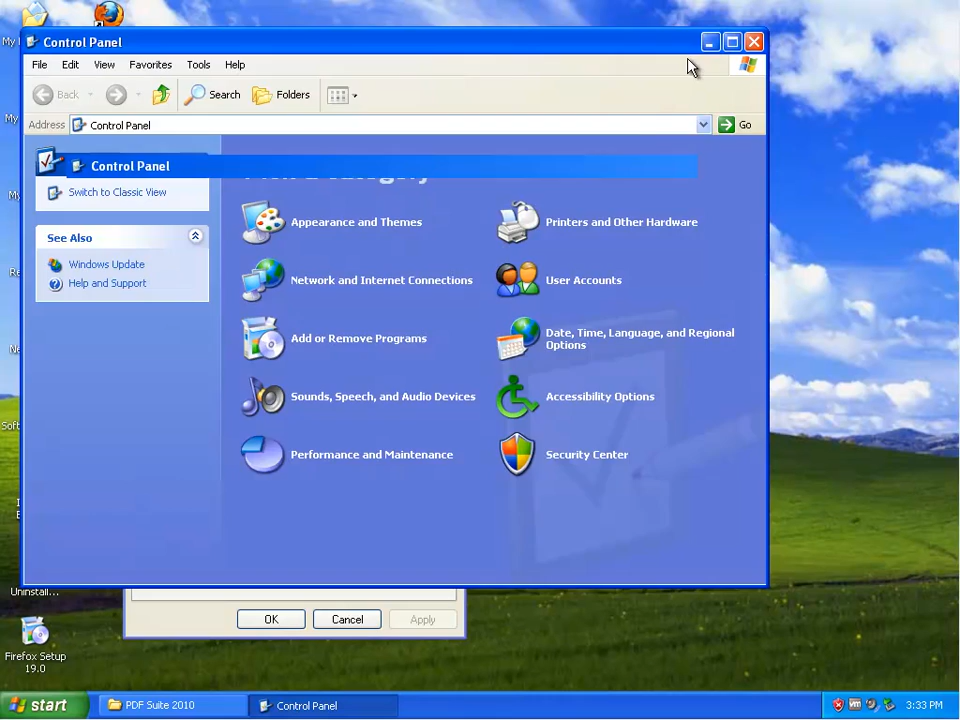 Control Panel
File Edit View Favorites Tools Help
Back Search Folders
Address Control Panel Go
Control Panel
Switch to Classic View
See Also
Windows Update
Help and Support
Appearance and Themes
Printers and Other Hardware
Network and Internet Connections
User Accounts
Add or Remove Programs
Date, Time, Language, and Regional
Options
Sounds, Speech, and Audio Devices
Accessibility Options
Performance and Maintenance
Security Center
Uninstall...
OK Cancel Apply
Firefox Setup
19.0
start PDF Suite 2010 Control Panel 3:33 PM